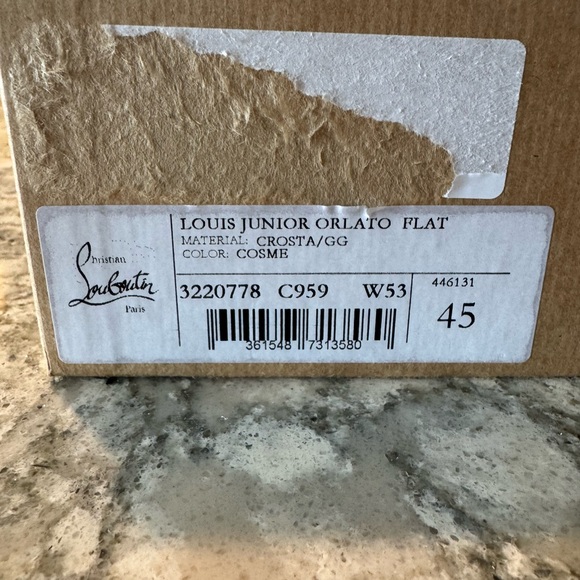 Christian
Louboutin
Paris
LOUIS JUNIOR ORLATO FLAT
MATERIAL: CROSTA/GG
COLOR: COSME
3220778 C959 W53
361548 7313580
446131
45